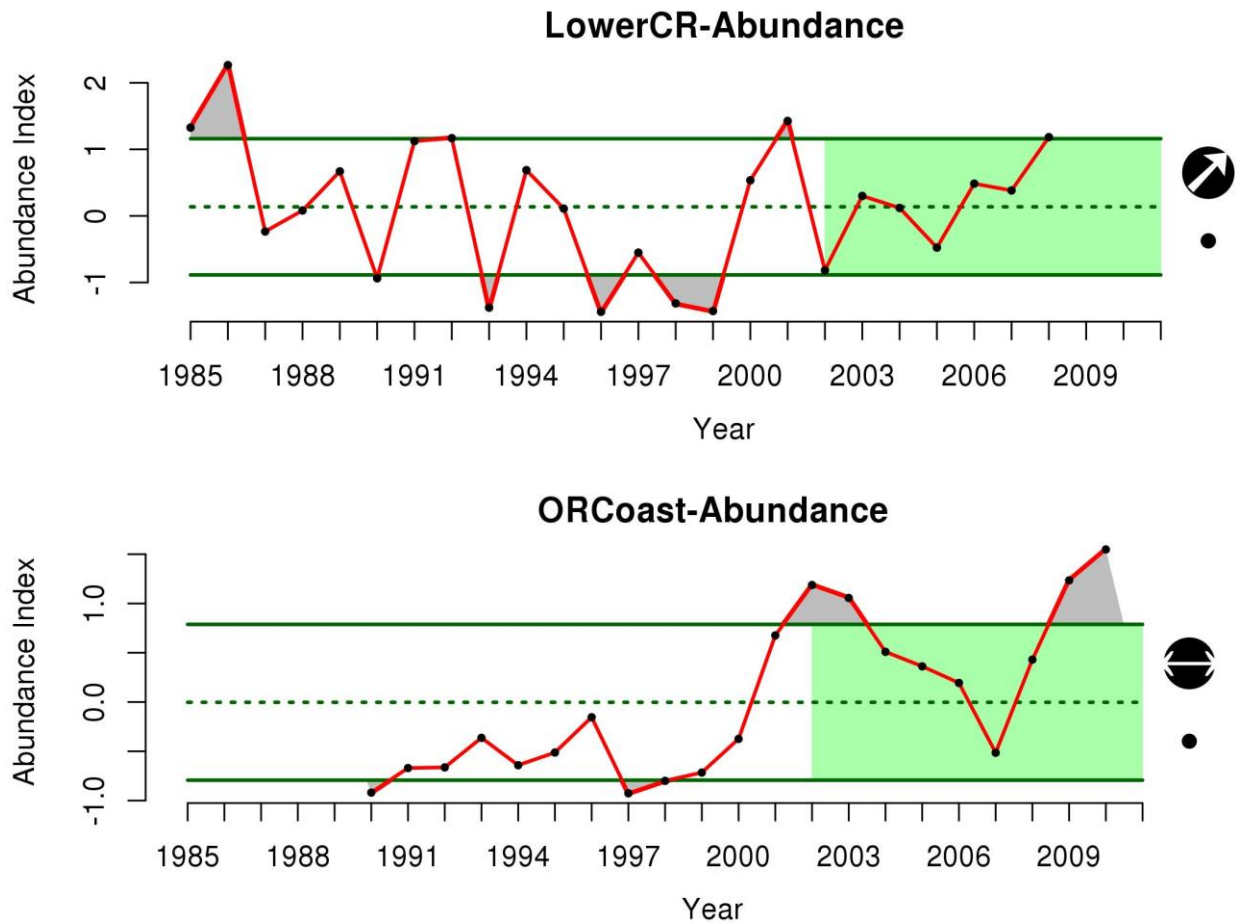 LowerCR-Abundance
Abundance Index
2
1
0
-1
1985 1988 1991 1994 1997 2000 2003 2006 2009
Year
ORCoast-Abundance
Abundance Index
1.0
0.0
-1.0
1985 1988 1991 1994 1997 2000 2003 2006 2009
Year